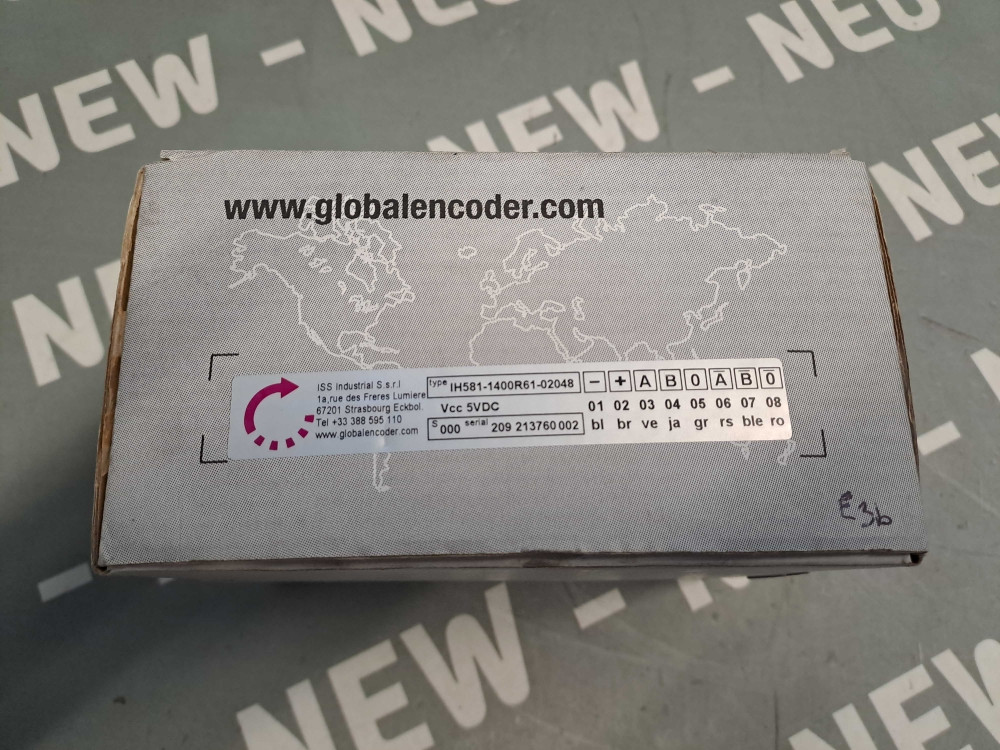 NEW - NEW - NEU
NEW - NEW - NEU
www.globalencoder.com
ISS Industrial S.s.r.l
1a,rue des Freres Lumiere
67201 Strasbourg Eckbol.
Tel +33 388 595 110
www.globalencoder.com
type IH581-1400R61-02048
Vcc 5VDC
S 000 serial 209 213760 002
- + A B 0 A̅ B̅ 0̅
01 02 03 04 05 06 07 08
bl br ve ja gr rs ble ro
E3b
NEW - NEW
NEW - NEW